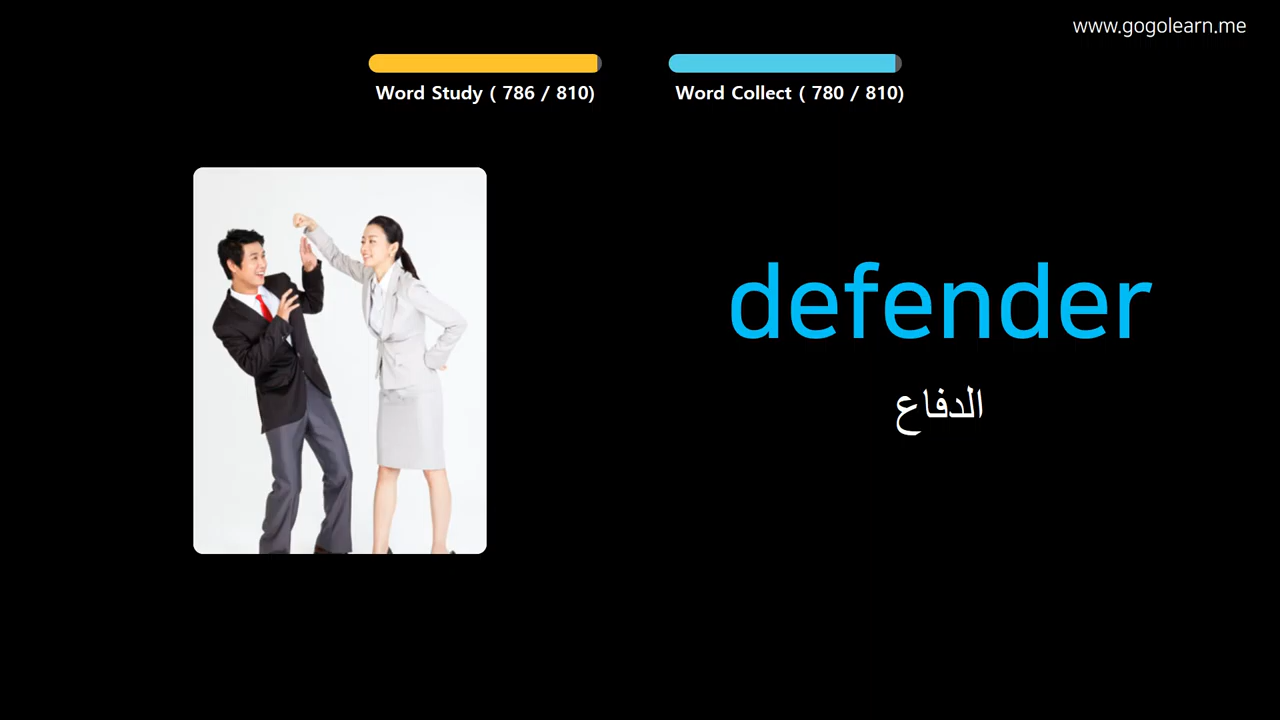 www.gogolearn.me
Word Study ( 786 / 810)
Word Collect ( 780 / 810)
defender
الدفاع